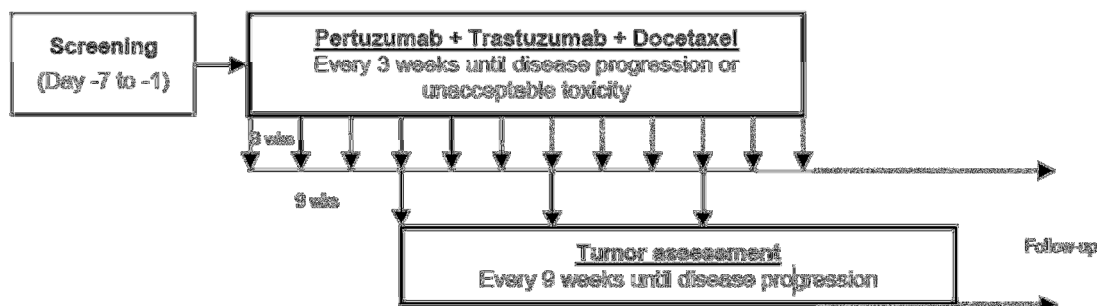 Screening
(Day -7 to -1)
Pertuzumab + Trastuzumab + Docetaxel
Every 3 weeks until disease progression or
unacceptable toxicity
3 wks
9 wks
Tumor assessment
Every 9 weeks until disease progression
Follow-up